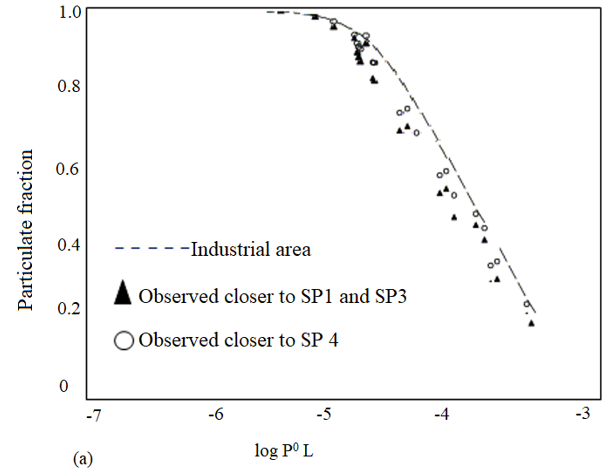 1.0
0.8
0.6
0.4
0.2
0
Particulate fraction
Industrial area
Observed closer to SP1 and SP3
Observed closer to SP 4
-7 -6 -5 -4 -3
log P⁰ L
(a)